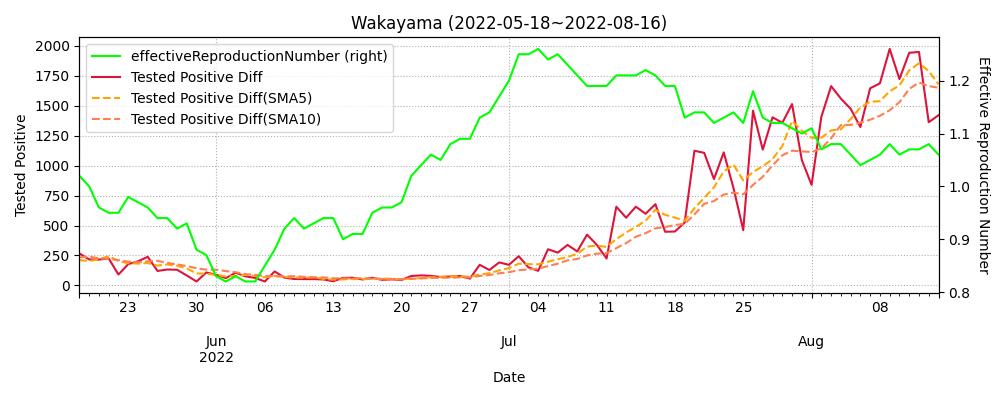 Wakayama (2022-05-18~2022-08-16)
effectiveReproductionNumber (right)
Tested Positive Diff
Tested Positive Diff(SMA5)
Tested Positive Diff(SMA10)
Tested Positive
2000
1750
1500
1250
1000
750
500
250
0
Effective Reproduction Number
1.2
1.1
1.0
0.9
0.8
23 30 06 13 20 27 04 11 18 25 08
Jun Jul Aug
2022
Date